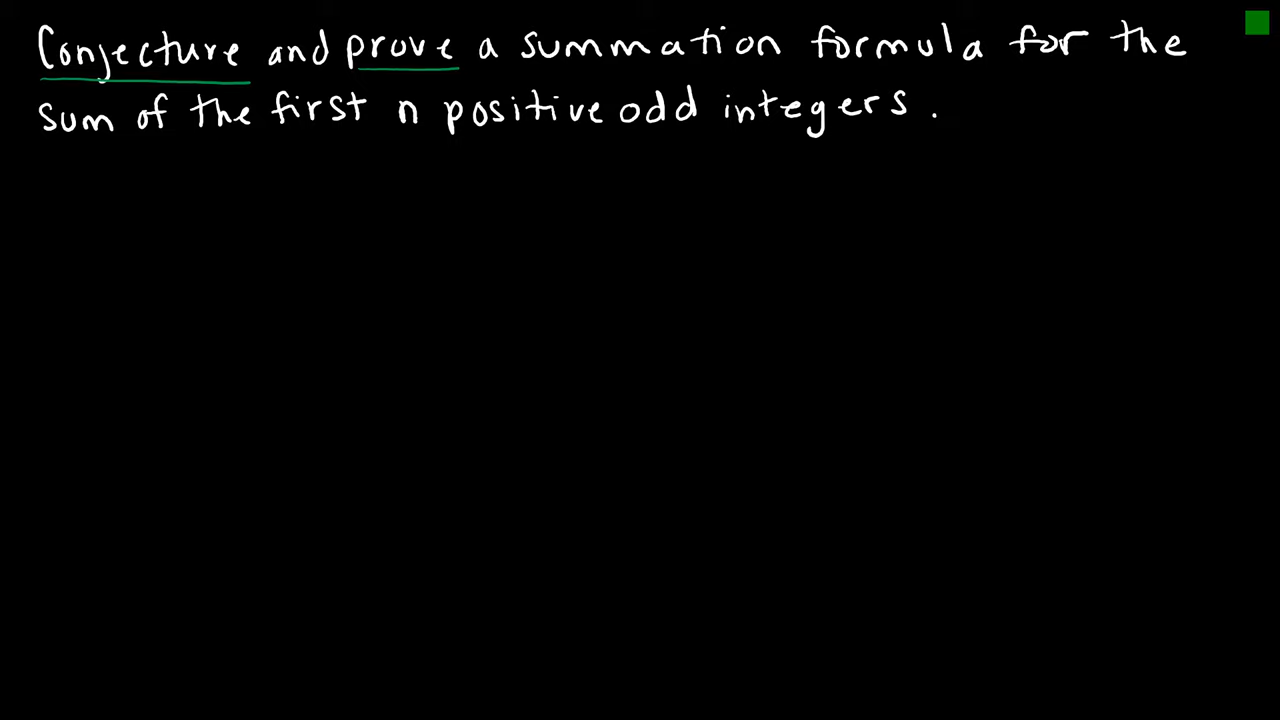 Conjecture and prove a summation formula for the
sum of the first n positive odd integers.